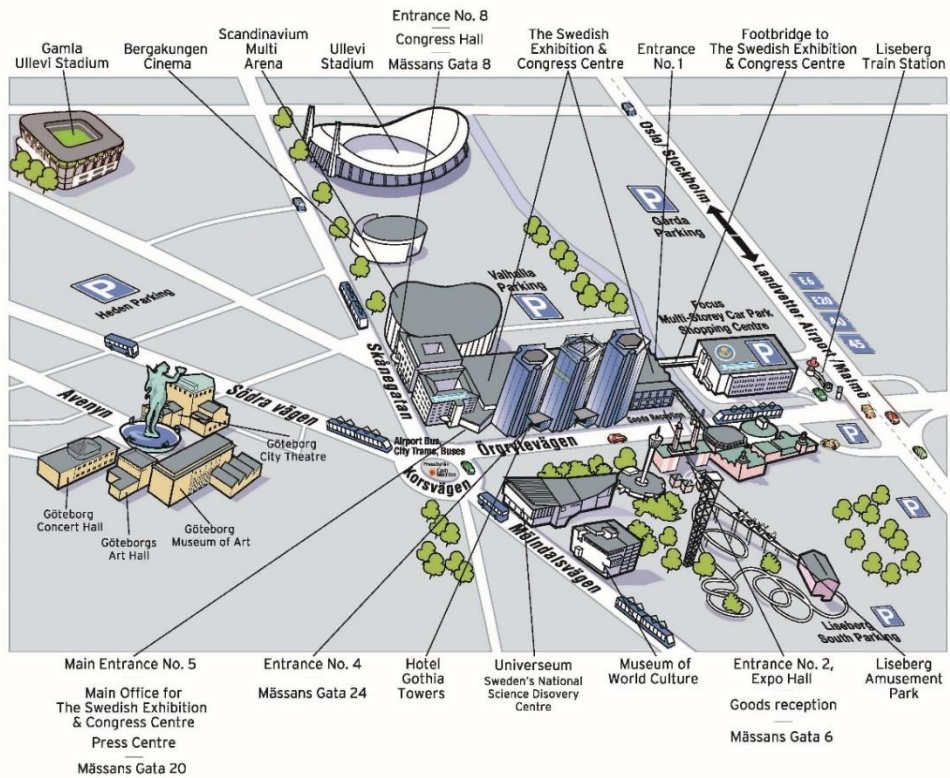 Entrance No. 8
Congress Hall
Mässans Gata 8
Gamla
Ullevi Stadium
Bergakungen
Cinema
Scandinavium
Multi
Arena
Ullevi
Stadium
The Swedish
Exhibition &
Congress Centre
Entrance
No. 1
Footbridge to
The Swedish Exhibition
& Congress Centre
Liseberg
Train Station
Oslo/Stockholm
P
Gårda
Parking
Landvetter Airport/Malmö
E6
E20
40
45
P
Heden Parking
Valhalla
Parking
P
Focus
Multi-Storey Car Park
Shopping Centre
P
Skånegatan
Avenyn
Södra vägen
Göteborg
City Theatre
Airport Bus,
City Trams, Buses
Örgrytevägen
Goods Reception
Korsvägen
Göteborg
Concert Hall
Göteborgs
Art Hall
Göteborg
Museum of Art
Mölndalsvägen
P
Liseberg
South Parking
P
Main Entrance No. 5
Main Office for
The Swedish Exhibition
& Congress Centre
Press Centre
Mässans Gata 20
Entrance No. 4
Mässans Gata 24
Hotel
Gothia
Towers
Universeum
Sweden's National
Science Disovery
Centre
Museum of
World Culture
Entrance No. 2,
Expo Hall
Goods reception
Mässans Gata 6
Liseberg
Amusement
Park